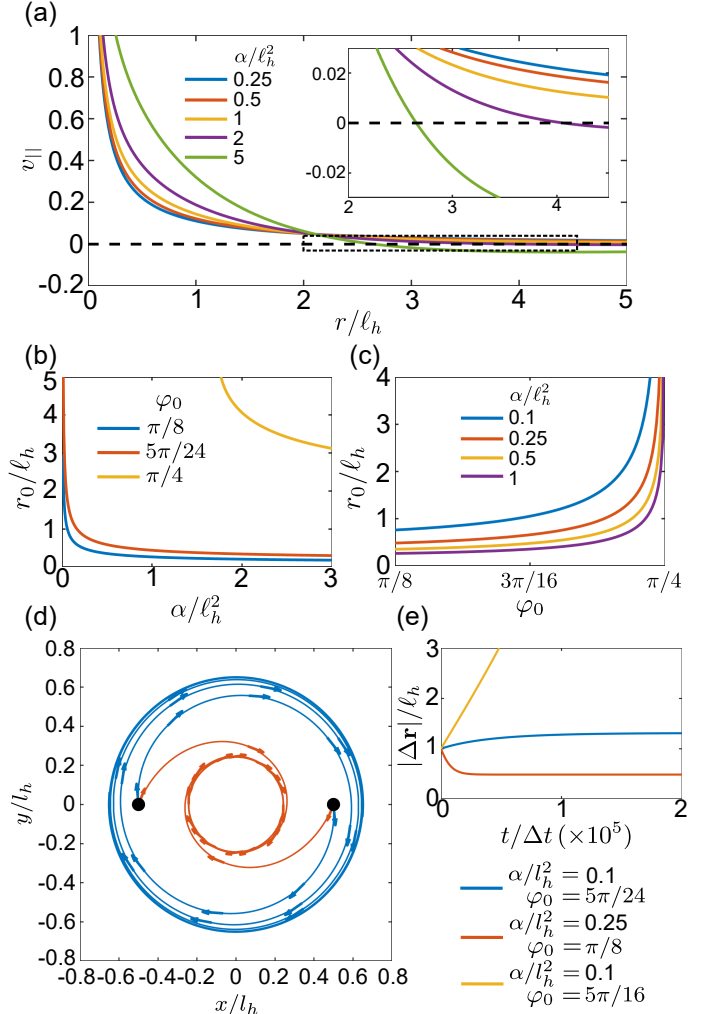 (a)
1
0.8
0.6
0.4
0.2
0
-0.2
v||
α/ℓ_h^2
0.25
0.5
1
2
5
0.02
0
-0.02
2 3 4
0 1 2 3 4 5
r/ℓ_h
(b)
5
4
3
2
1
0
r_0/ℓ_h
φ_0
π/8
5π/24
π/4
0 1 2 3
α/ℓ_h^2
(c)
4
3
2
1
0
r_0/ℓ_h
α/ℓ_h^2
0.1
0.25
0.5
1
π/8 3π/16 π/4
φ_0
(d)
0.8
0.6
0.4
0.2
0
-0.2
-0.4
-0.6
-0.8
y/l_h
-0.8 -0.6 -0.4 -0.2 0 0.2 0.4 0.6 0.8
x/l_h
(e)
3
2
1
0
|Δr|/ℓ_h
0 1 2
t/Δt (×10^5)
α/l_h^2 = 0.1
φ_0 = 5π/24
α/l_h^2 = 0.25
φ_0 = π/8
α/l_h^2 = 0.1
φ_0 = 5π/16